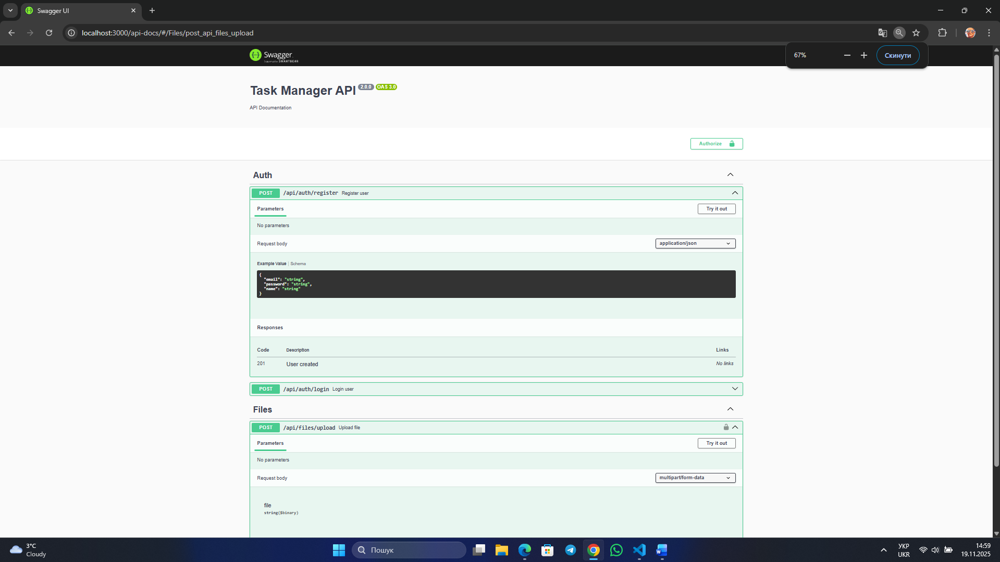 Swagger UI
localhost:3000/api-docs/#/Files/post_api_files_upload
67%
Скинути
Swagger.
Supported by SMARTBEAR
Task Manager API 2.0.0 OAS 3.0
API Documentation
Authorize
Auth
POST /api/auth/register Register user
Parameters
Try it out
No parameters
Request body
application/json
Example Value | Schema
{
"email": "string",
"password": "string",
"name": "string"
}
Responses
Code Description Links
201 User created No links
POST /api/auth/login Login user
Files
POST /api/files/upload Upload file
Parameters
Try it out
No parameters
Request body
multipart/form-data
file
string($binary)
3°C
Cloudy
Пошук
УКР
UKR
14:59
19.11.2025